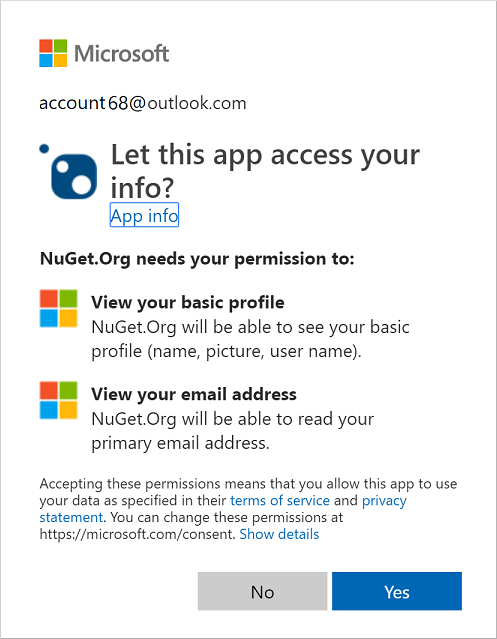 Microsoft
account68@outlook.com
Let this app access your
info?
App info
NuGet.Org needs your permission to:
View your basic profile
NuGet.Org will be able to see your basic
profile (name, picture, user name).
View your email address
NuGet.Org will be able to read your
primary email address.
Accepting these permissions means that you allow this app to use
your data as specified in their terms of service and privacy
statement. You can change these permissions at
https://microsoft.com/consent. Show details
No Yes